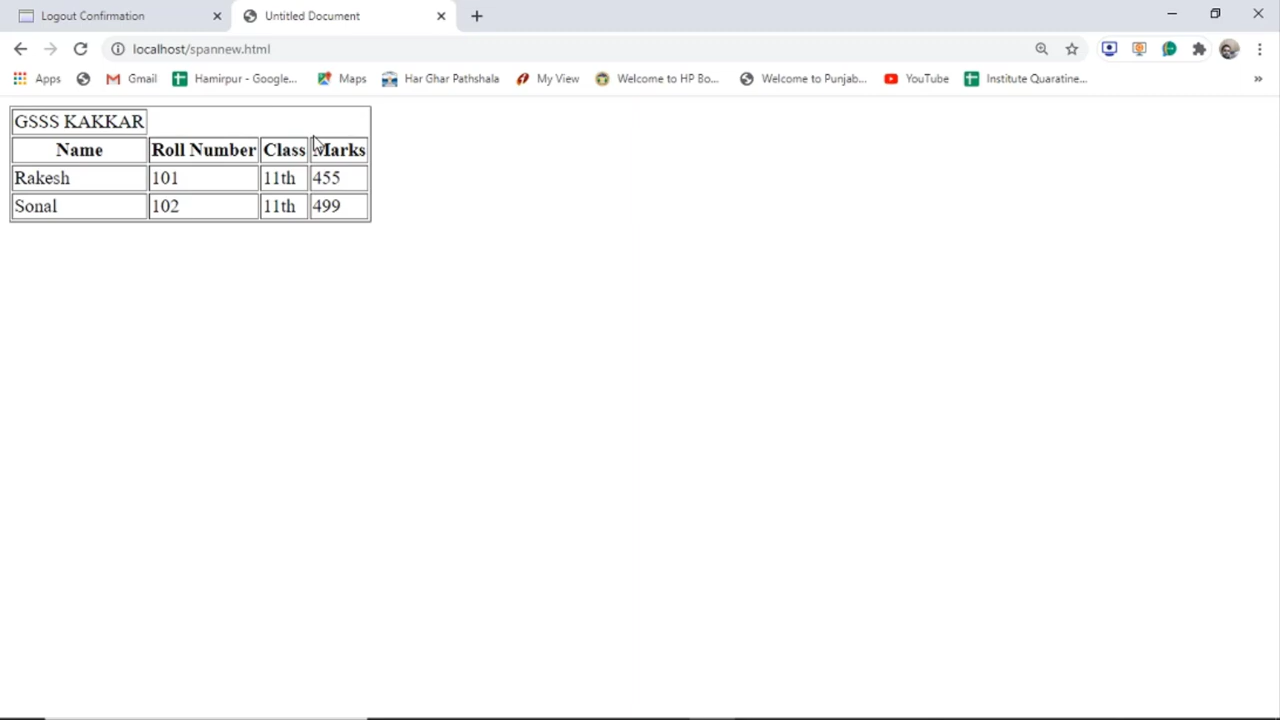 Logout Confirmation
Untitled Document
localhost/spannew.html
Apps
Gmail
Hamirpur - Google...
Maps
Har Ghar Pathshala
My View
Welcome to HP Bo...
Welcome to Punjab...
YouTube
Institute Quaratine...
»
GSSS KAKKAR
Name Roll Number Class Marks
Rakesh 101 11th 455
Sonal 102 11th 499